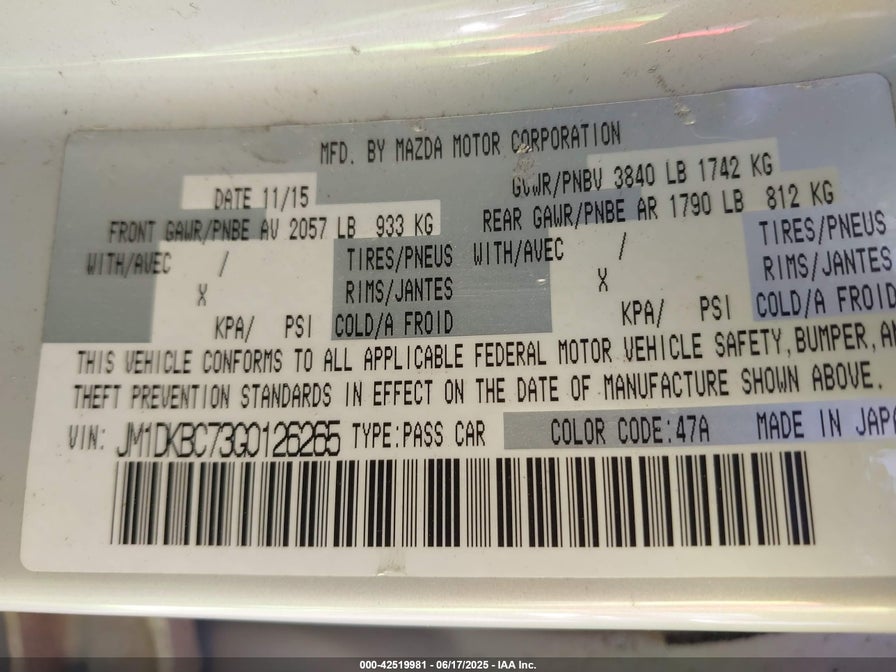 MFD. BY MAZDA MOTOR CORPORATION
DATE 11/15 GVWR/PNBV 3840 LB 1742 KG
FRONT GAWR/PNBE AV 2057 LB 933 KG REAR GAWR/PNBE AR 1790 LB 812 KG
WITH/AVEC / TIRES/PNEUS WITH/AVEC / TIRES/PNEUS
X RIMS/JANTES X RIMS/JANTES
KPA/ PSI COLD/A FROID KPA/ PSI COLD/A FROID
THIS VEHICLE CONFORMS TO ALL APPLICABLE FEDERAL MOTOR VEHICLE SAFETY, BUMPER, AN
THEFT PREVENTION STANDARDS IN EFFECT ON THE DATE OF MANUFACTURE SHOWN ABOVE.
VIN: JM1DKBC73G0126265 TYPE:PASS CAR COLOR CODE:47A MADE IN JAPA
000-42519981 - 06/17/2025 - IAA Inc.